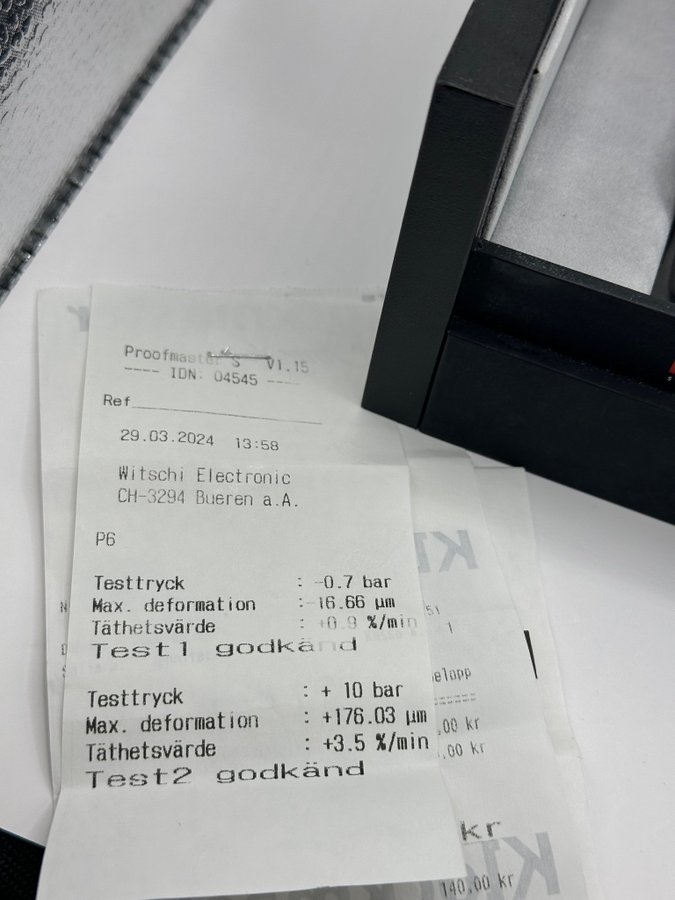 Proofmaster S V1.15
---- IDN: 04545 ----
Ref
29.03.2024 13:58
Witschi Electronic
CH-3294 Bueren a.A.
P6
Testtryck : -0.7 bar
Max. deformation :-16.66 µm
Täthetsvärde : +0.9 %/min
Test1 godkänd
Testtryck : + 10 bar
Max. deformation : +176.03 µm
Täthetsvärde : +3.5 %/min
Test2 godkänd
1
,00 kr
,00 kr
kr
140,00 kr